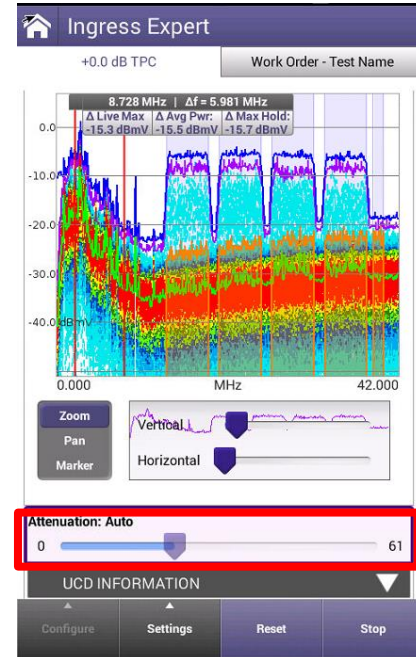 Ingress Expert
+0.0 dB TPC
Work Order - Test Name
8.728 MHz | Δf = 5.981 MHz
Δ Live Max Δ Avg Pwr: Δ Max Hold:
-15.3 dBmV -15.5 dBmV -15.7 dBmV
0.0
-10.0
-20.0
-30.0
-40.0 dBmV
0.000 MHz 42.000
Zoom
Pan
Marker
Vertical
Horizontal
Attenuation: Auto
0 61
UCD INFORMATION
Configure Settings Reset Stop